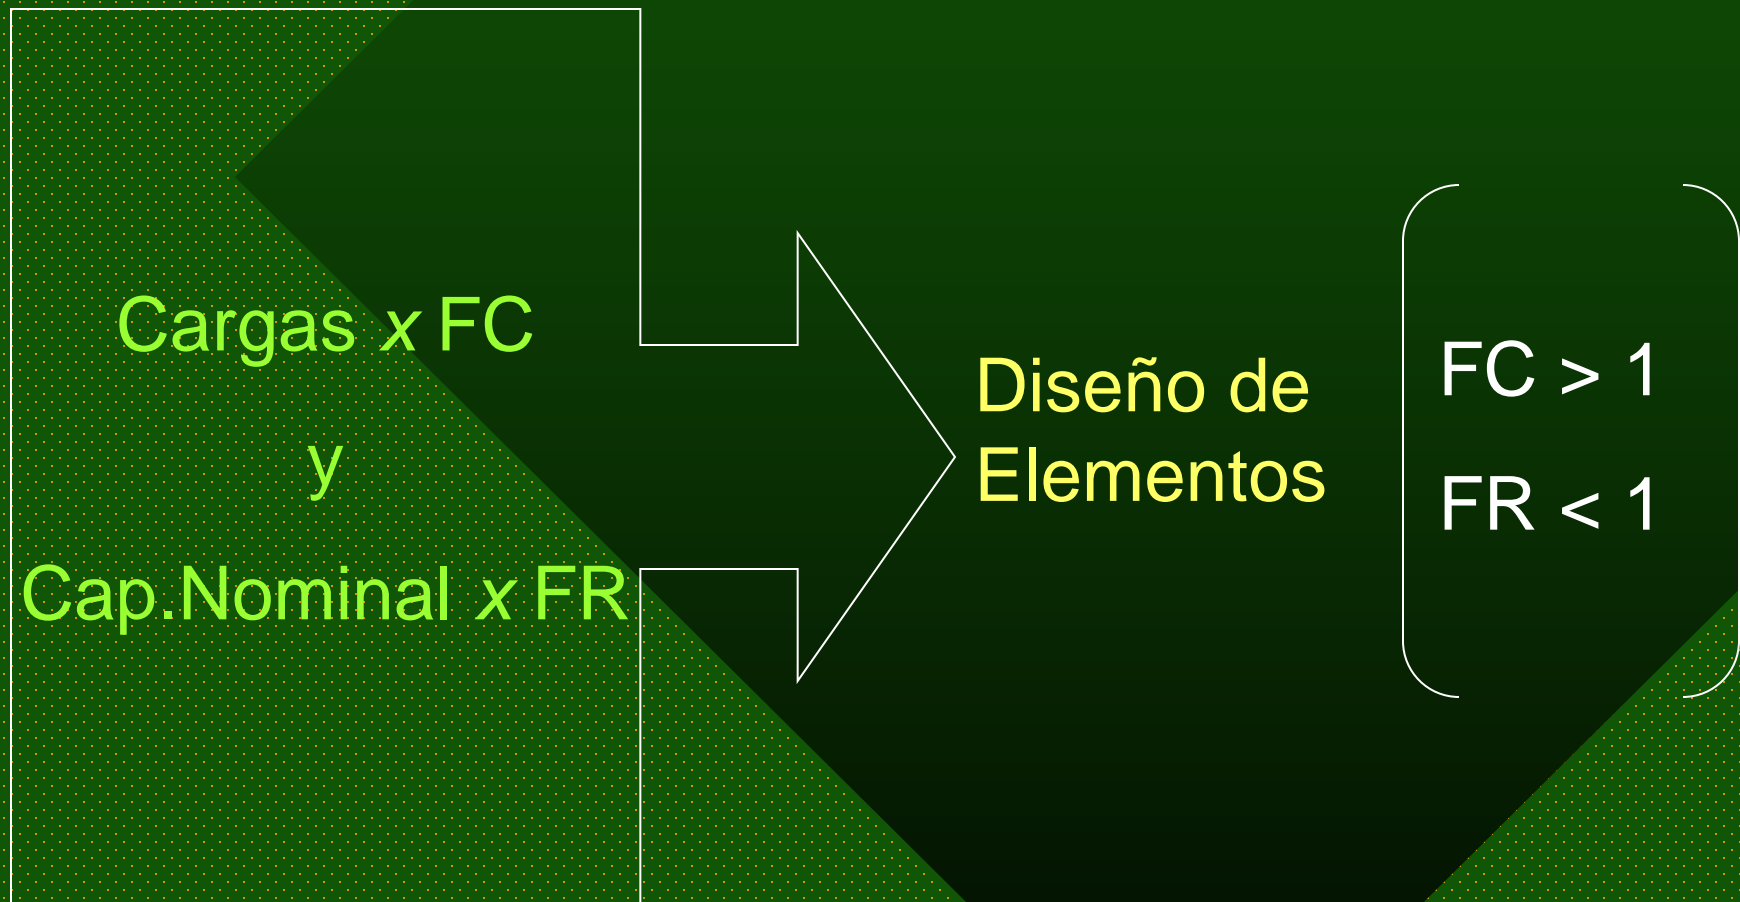 Cargas x FC
y
Cap.Nominal x FR
Diseño de
Elementos
FC > 1
FR < 1